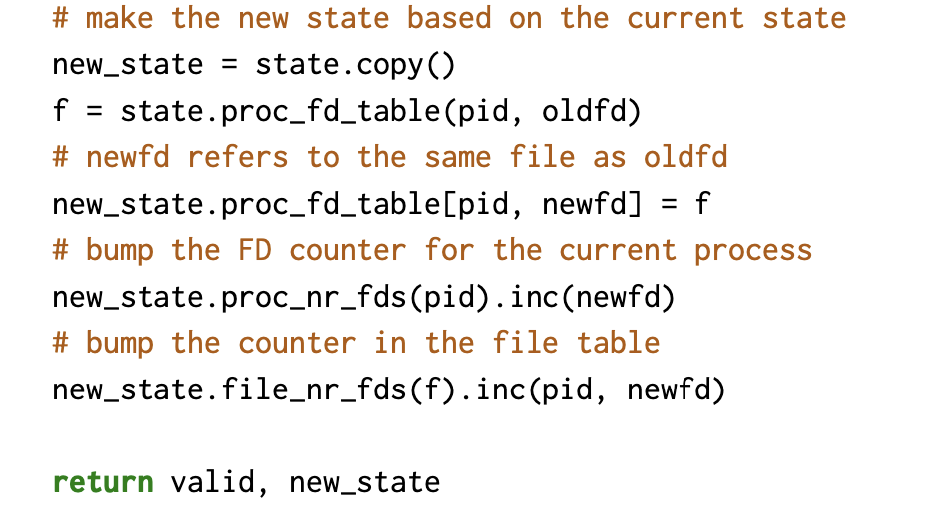 # make the new state based on the current state
new_state = state.copy()
f = state.proc_fd_table(pid, oldfd)
# newfd refers to the same file as oldfd
new_state.proc_fd_table[pid, newfd] = f
# bump the FD counter for the current process
new_state.proc_nr_fds(pid).inc(newfd)
# bump the counter in the file table
new_state.file_nr_fds(f).inc(pid, newfd)
return valid, new_state